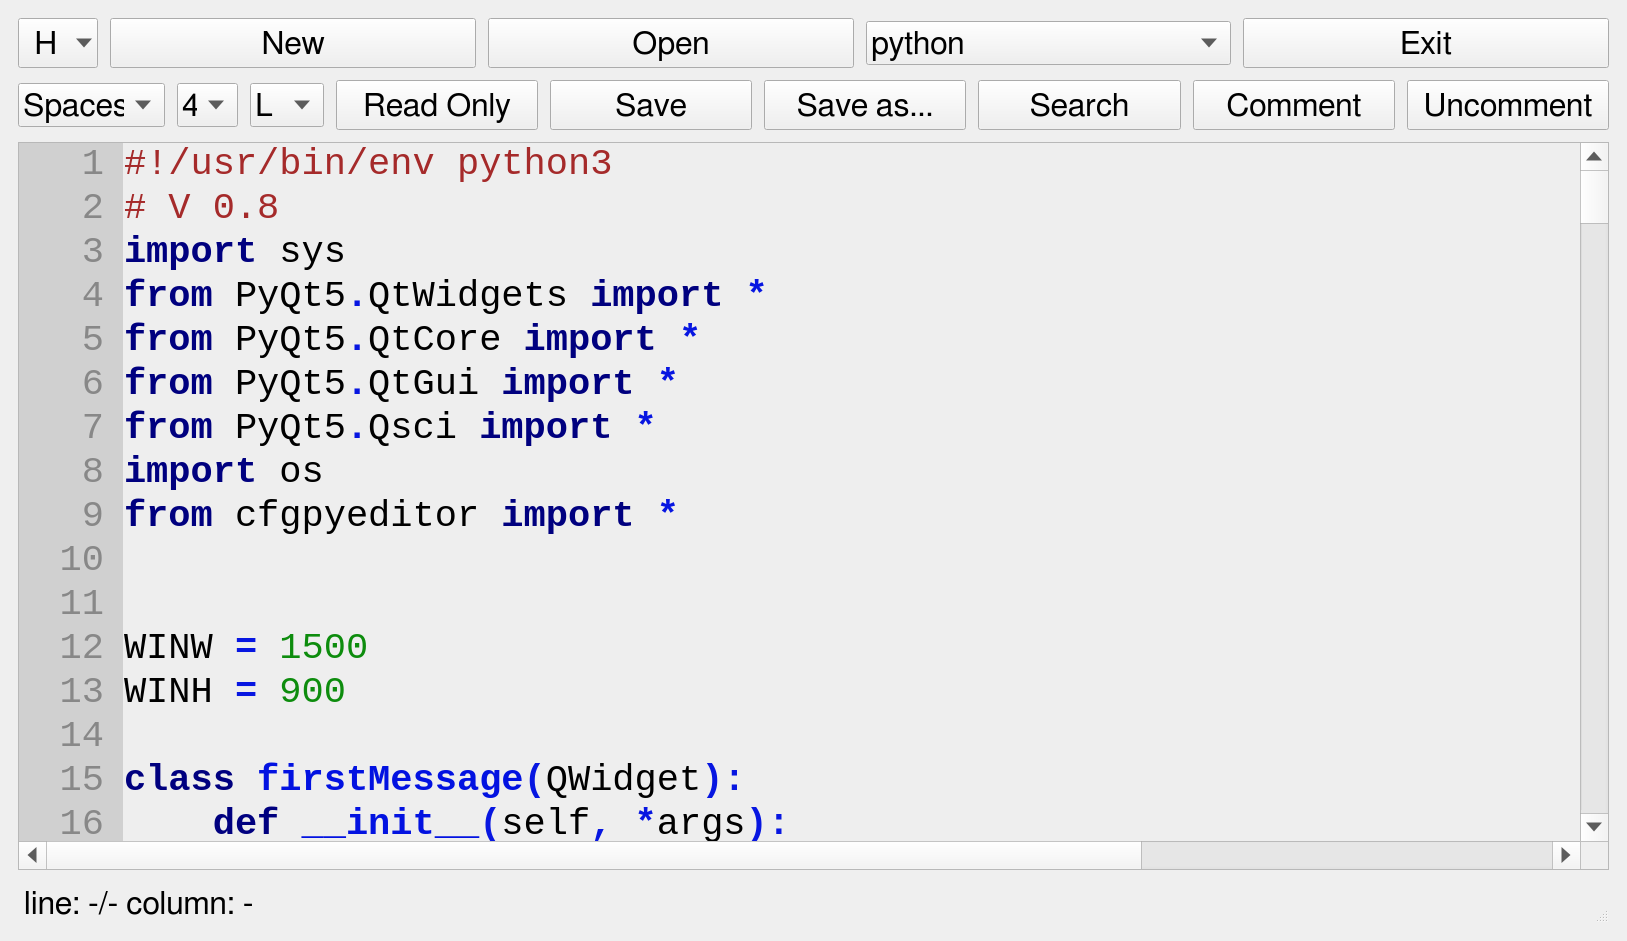 H New Open python Exit
Spaces 4 L Read Only Save Save as... Search Comment Uncomment
1 #!/usr/bin/env python3
2 # V 0.8
3 import sys
4 from PyQt5.QtWidgets import *
5 from PyQt5.QtCore import *
6 from PyQt5.QtGui import *
7 from PyQt5.Qsci import *
8 import os
9 from cfgpyeditor import *
10
11
12 WINW = 1500
13 WINH = 900
14
15 class firstMessage(QWidget):
16     def __init__(self, *args):
line: -/- column: -